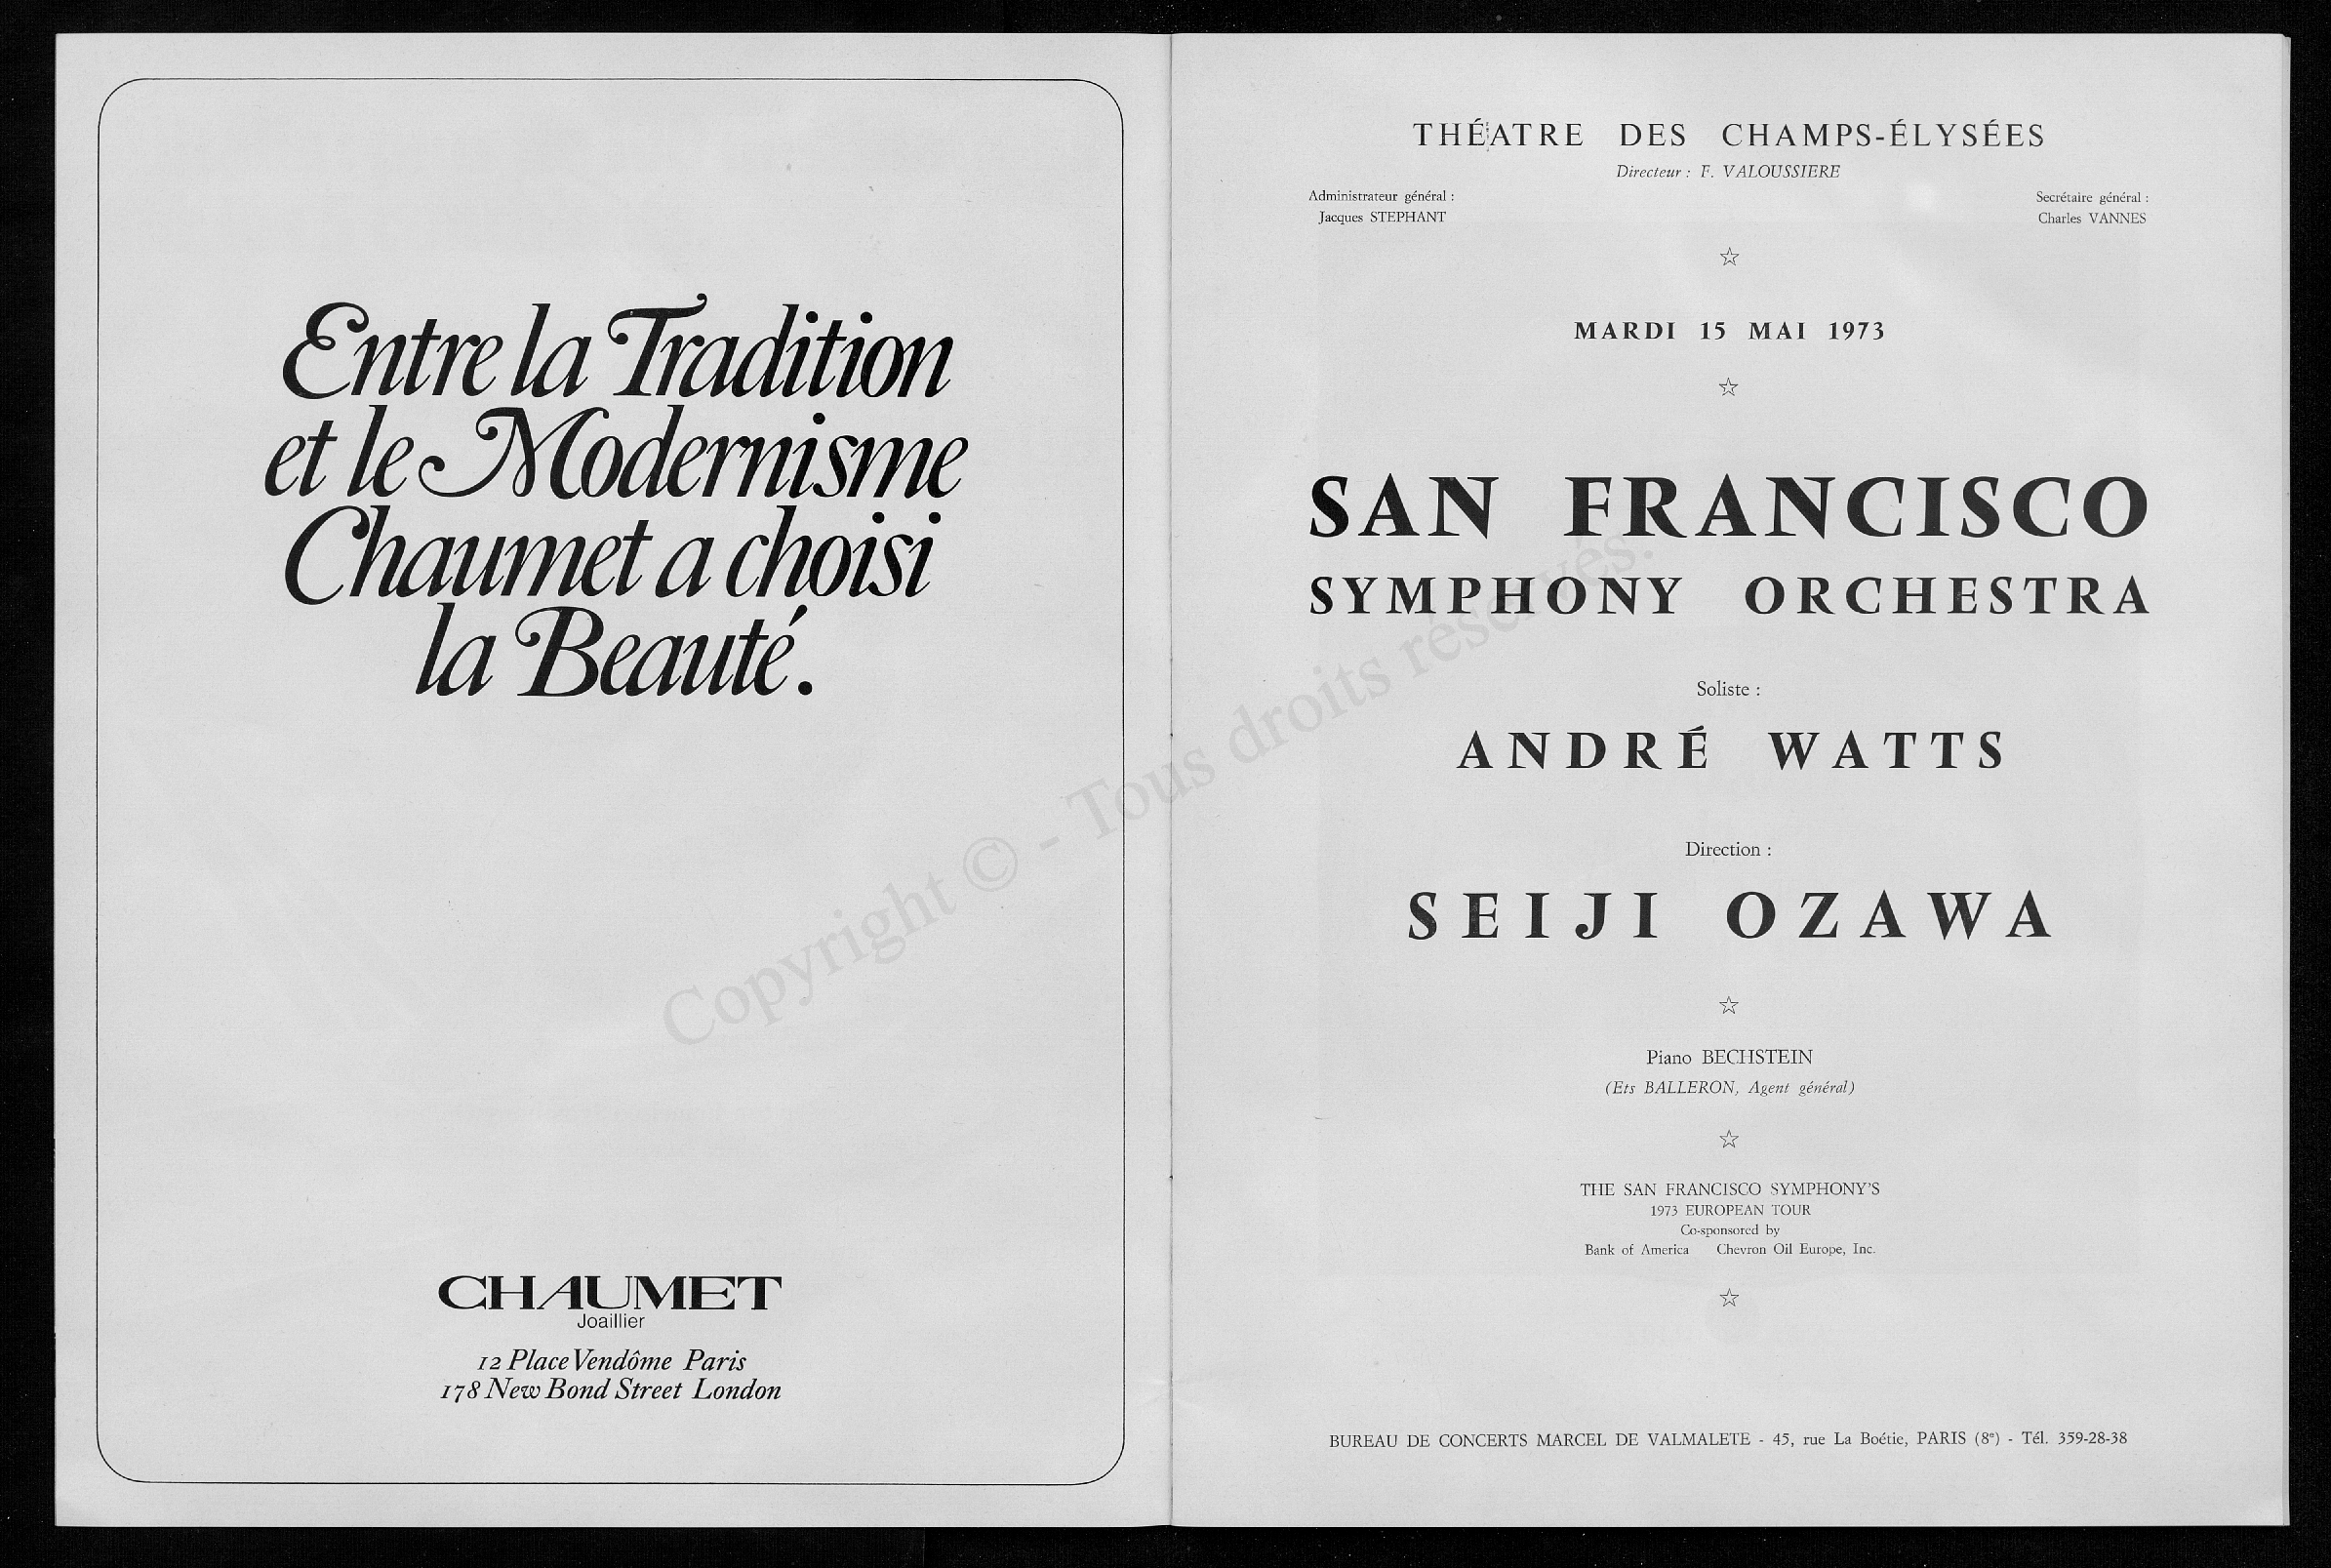 Entre la Tradition
et le Modernisme
Chaumet a choisi
la Beauté.
CHAUMET
Joaillier
12 Place Vendôme Paris
178 New Bond Street London
THÉATRE DES CHAMPS-ÉLYSÉES
Directeur : F. VALOUSSIERE
Administrateur général :
Jacques STEPHANT
Secrétaire général :
Charles VANNES
MARDI 15 MAI 1973
SAN FRANCISCO
SYMPHONY ORCHESTRA
Soliste :
ANDRÉ WATTS
Direction :
SEIJI OZAWA
Piano BECHSTEIN
(Ets BALLERON, Agent général)
THE SAN FRANCISCO SYMPHONY'S
1973 EUROPEAN TOUR
Co-sponsored by
Bank of America Chevron Oil Europe, Inc.
BUREAU DE CONCERTS MARCEL DE VALMALETE - 45, rue La Boétie, PARIS (8e) - Tél. 359-28-38
Copyright © - Tous droits réservés.